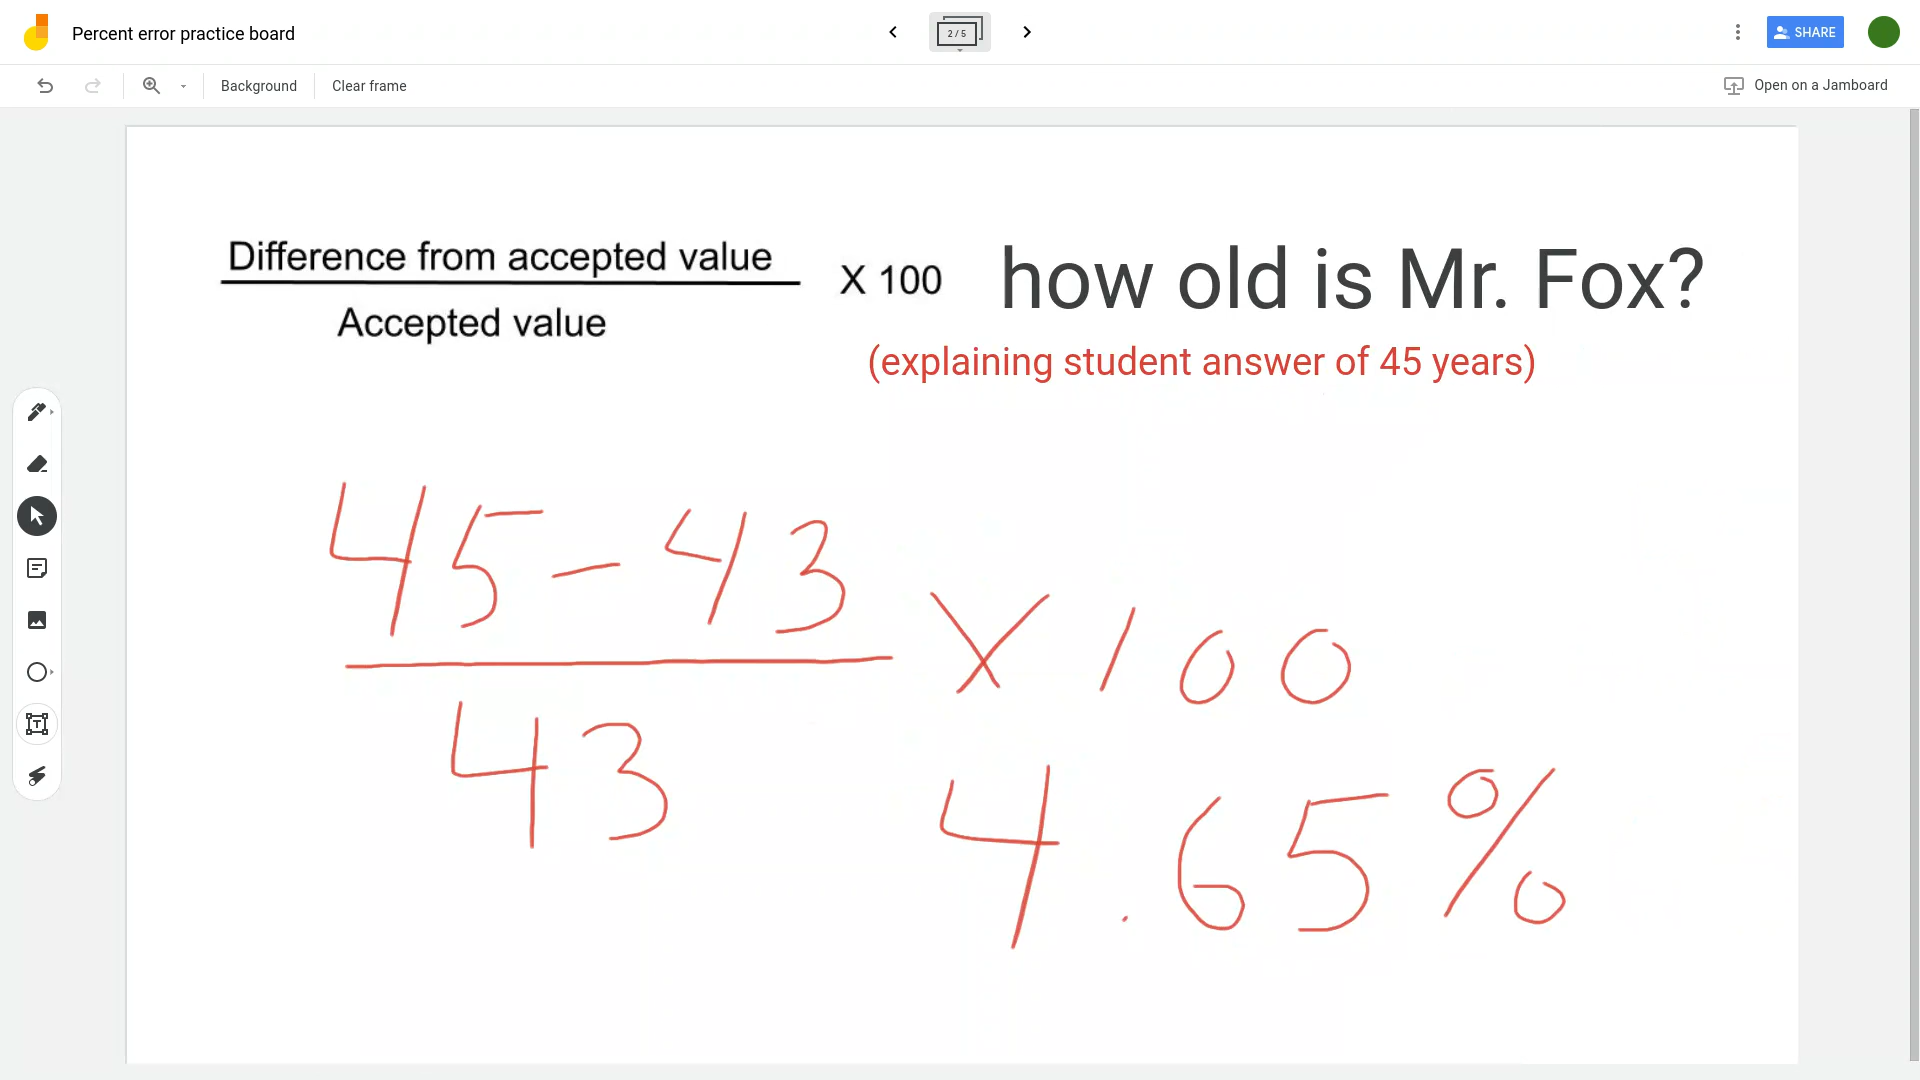 Percent error practice board
2 / 5
SHARE
Background
Clear frame
Open on a Jamboard
Difference from accepted value
Accepted value
X 100
how old is Mr. Fox?
(explaining student answer of 45 years)
45-43
43
X 100
4.65%